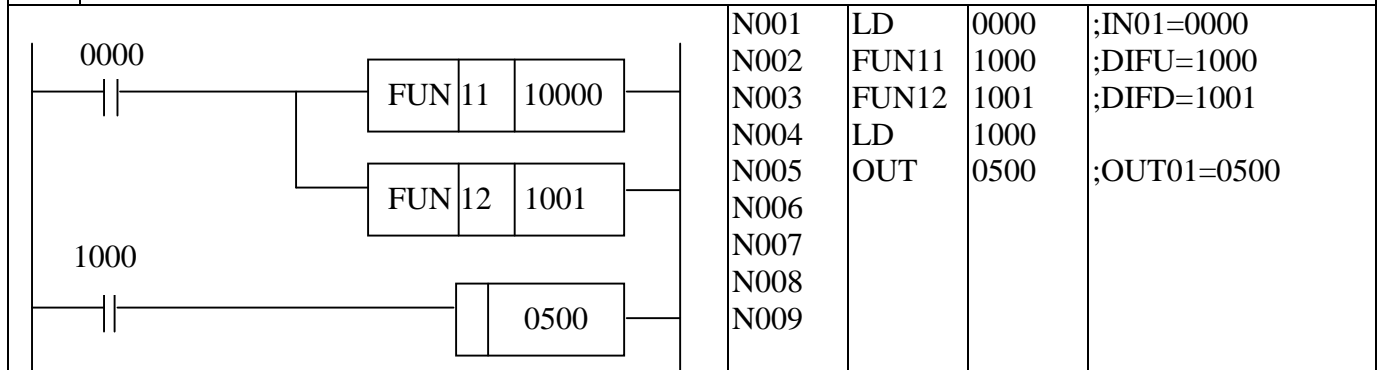 0000
FUN 11 10000
FUN 12 1001
1000
0500
N001 LD 0000 ;IN01=0000
N002 FUN11 1000 ;DIFU=1000
N003 FUN12 1001 ;DIFD=1001
N004 LD 1000
N005 OUT 0500 ;OUT01=0500
N006
N007
N008
N009